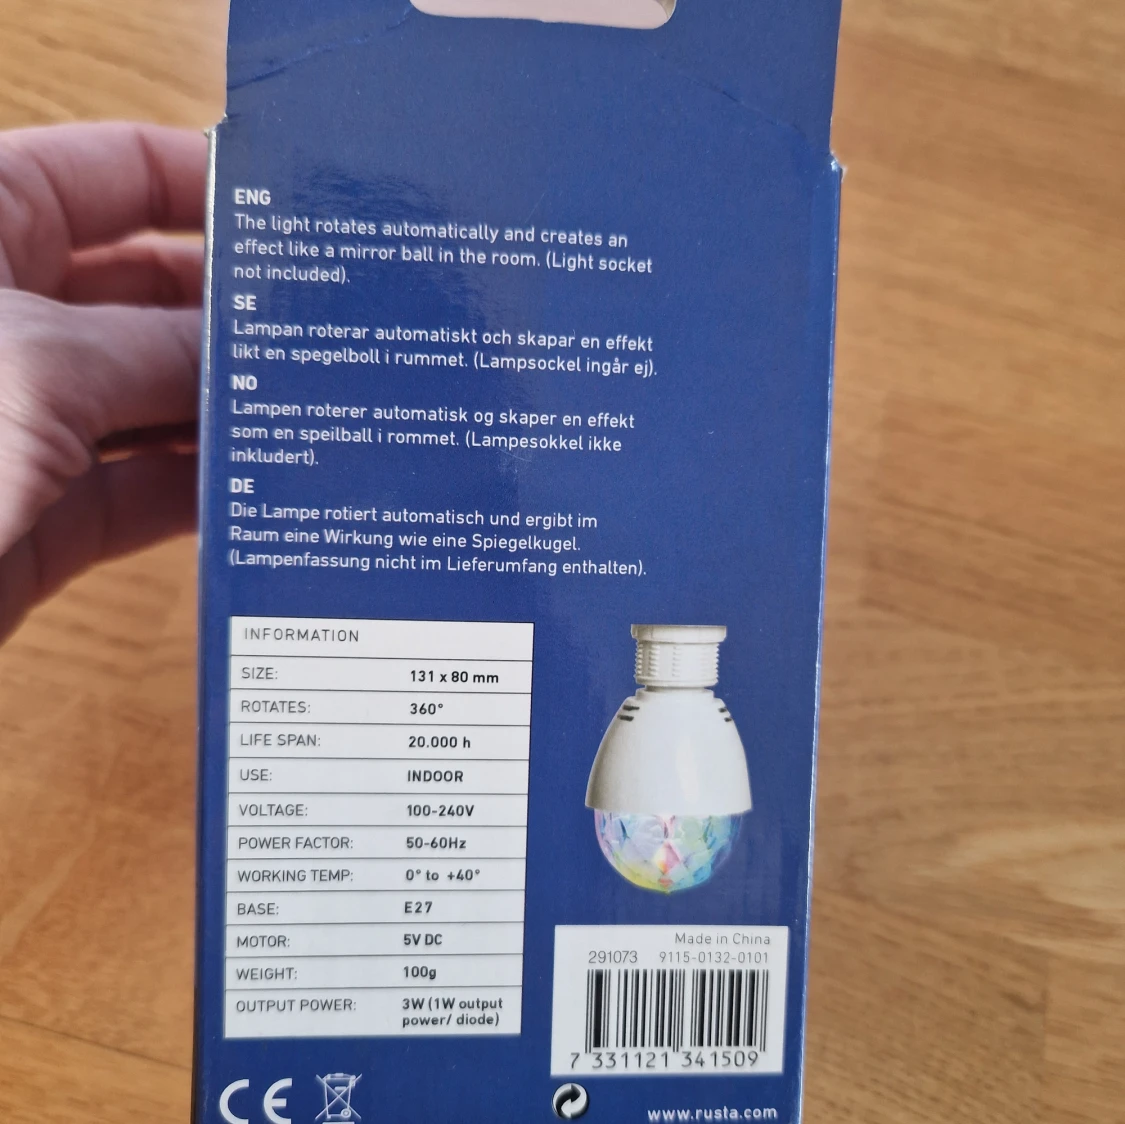 ENG
The light rotates automatically and creates an
effect like a mirror ball in the room. (Light socket
not included).
SE
Lampan roterar automatiskt och skapar en effekt
likt en spegelboll i rummet. (Lampsockel ingår ej).
NO
Lampen roterer automatisk og skaper en effekt
som en speilball i rommet. (Lampesokkel ikke
inkludert).
DE
Die Lampe rotiert automatisch und ergibt im
Raum eine Wirkung wie eine Spiegelkugel.
(Lampenfassung nicht im Lieferumfang enthalten).
INFORMATION
SIZE: 131 x 80 mm
ROTATES: 360°
LIFE SPAN: 20.000 h
USE: INDOOR
VOLTAGE: 100-240V
POWER FACTOR: 50-60Hz
WORKING TEMP: 0° to +40°
BASE: E27
MOTOR: 5V DC
WEIGHT: 100g
OUTPUT POWER: 3W (1W output
power/ diode)
Made in China
291073 9115-0132-0101
7 331121 341509
CE
www.rusta.com